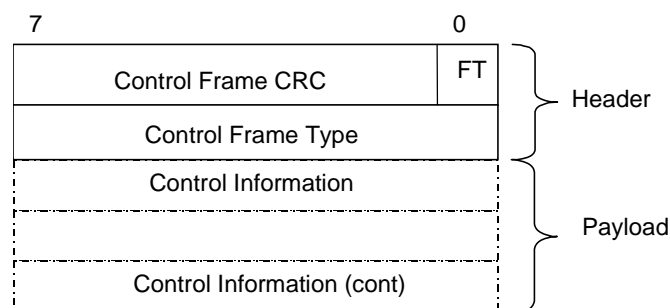 7 0
Control Frame CRC FT
Header
Control Frame Type
Control Information
Payload
Control Information (cont)